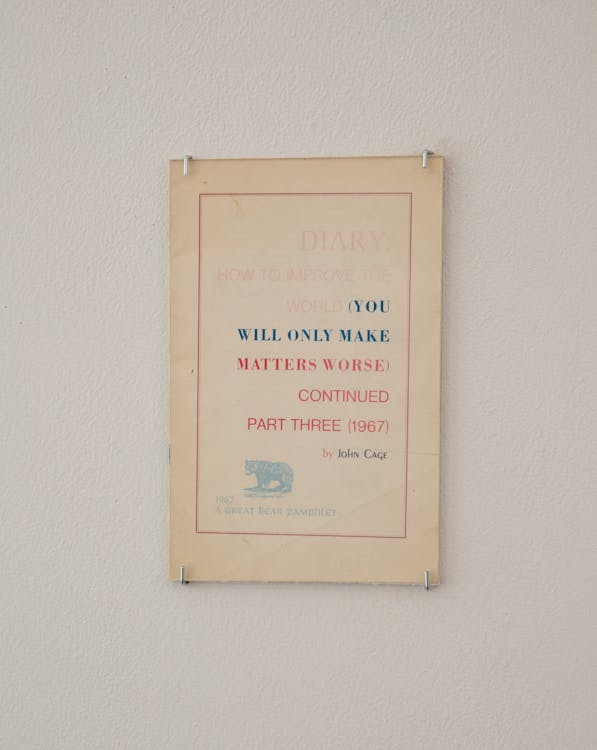 DIARY:
HOW TO IMPROVE THE
WORLD (YOU
WILL ONLY MAKE
MATTERS WORSE)
CONTINUED
PART THREE (1967)
by John Cage
1967
A GREAT BEAR PAMPHLET